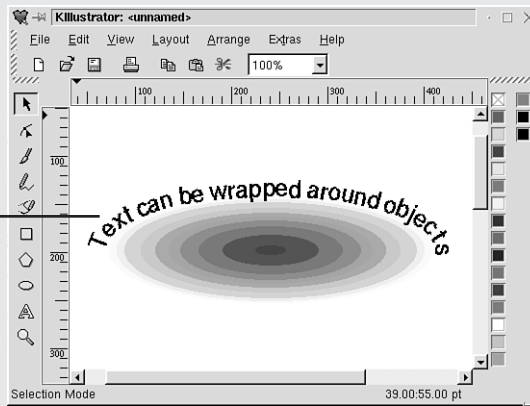 KIllustrator: <unnamed>
File Edit View Layout Arrange Extras Help
100%
100 200 300 400
100
200
300
Text can be wrapped around objects
Selection Mode 39.00:55.00 pt